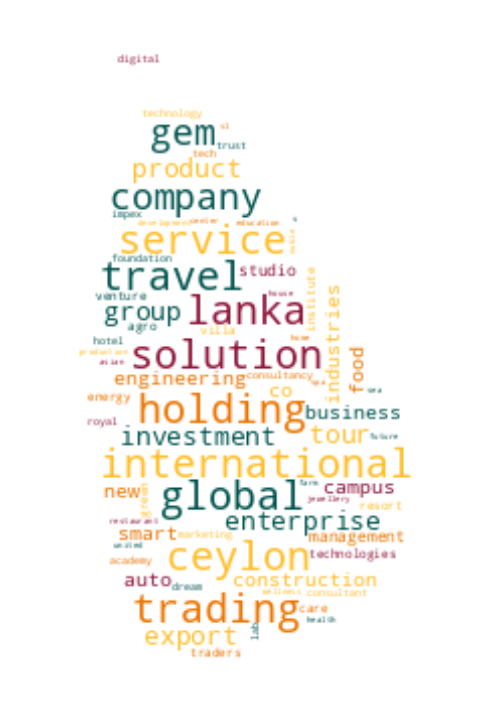 digital
technology
gem sl
trust
tech
product
company
impex
development center education
service
foundation
travel studio
venture house
group lanka institute
agro villa
hotel home
production
solution industries
asian
food
engineering consultancy
spa
energy co sea
holding business
royal
investment tour future
international
new green global farm campus
jewellery
resort
restaurant enterprise
smart marketing management
united
ceylon technologies
academy
auto dream construction
wellness consultant
trading care
health
export lab
traders